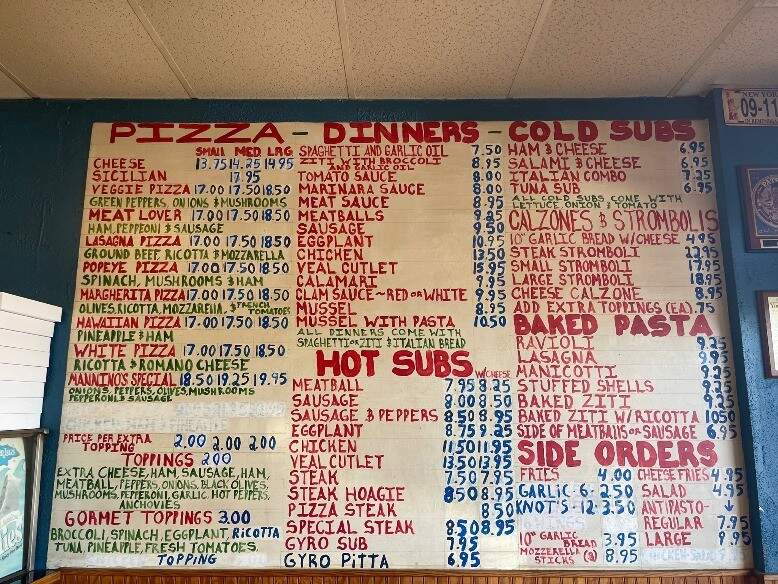 PIZZA - DINNERS - COLD SUBS
SMALL MED LRG
CHEESE 13.75 14.25 14.95
SICILIAN 17.95
VEGGIE PIZZA 17.00 17.50 18.50
GREEN PEPPERS, ONIONS & MUSHROOMS
MEAT LOVER 17.00 17.50 18.50
HAM, PEPPEONI & SAUSAGE
LASAGNA PIZZA 17.00 17.50 18.50
GROUND BEEF, RICOTTA & MOZZARELLA
POPEYE PIZZA 17.00 17.50 18.50
SPINACH, MUSHROOMS & HAM
MARGHERITA PIZZA 17.00 17.50 18.50
OLIVES, RICOTTA, MOZZARELLA, & FRENCH TOMATOES
HAWAIIAN PIZZA 17.00 17.50 18.50
PINEAPPLE & HAM
WHITE PIZZA 17.00 17.50 18.50
RICOTTA & ROMANO CHEESE
MANNINO'S SPECIAL 18.50 19.25 19.95
ONIONS, PEPPERS, OLIVES, MUSHROOMS
PEPPERONI & SAUSAGE
PRICE PER EXTRA TOPPING 2.00 2.00 2.00
TOPPINGS 2.00
EXTRA CHEESE, HAM, SAUSAGE, HAM,
MEATBALL, PEPPERS, ONIONS, BLACK OLIVES,
MUSHROOMS, PEPPERONI, GARLIC, HOT PEPPERS,
ANCHOVIES
GORMET TOPPINGS 3.00
BROCCOLI, SPINACH, EGGPLANT, RICOTTA
TUNA, PINEAPPLE, FRESH TOMATOES
TOPPING
SPAGHETTI AND GARLIC OIL 7.50
ZITI WITH BROCCOLI AND GARLIC OIL 8.95
TOMATO SAUCE 8.00
MARINARA SAUCE 8.00
MEAT SAUCE 8.95
MEATBALLS 9.25
SAUSAGE 9.50
EGGPLANT 10.95
CHICKEN 13.50
VEAL CUTLET 15.95
CALAMARI 9.95
CLAM SAUCE~RED OR WHITE 9.95
MUSSEL 8.95
MUSSEL WITH PASTA 10.50
ALL DINNERS COME WITH
SPAGHETTI OR ZITI & ITALIAN BREAD
HOT SUBS
W/CHEESE
MEATBALL 7.95 8.25
SAUSAGE 8.00 8.50
SAUSAGE & PEPPERS 8.50 8.95
EGGPLANT 8.75 9.25
CHICKEN 11.50 11.95
VEAL CUTLET 13.50 13.95
STEAK 7.50 7.95
STEAK HOAGIE 8.50 8.95
PIZZA STEAK 8.50
SPECIAL STEAK 8.50 8.95
GYRO SUB 7.95
GYRO PITTA 6.95
HAM & CHEESE 6.95
SALAMI & CHEESE 6.95
ITALIAN COMBO 7.25
TUNA SUB 6.75
ALL COLD SUBS COME WITH
LETTUCE, ONION & TOMATO
CALZONES & STROMBOLIS
10" GARLIC BREAD W/CHEESE 4.95
STEAK STROMBOLI 22.95
SMALL STROMBOLI 17.95
LARGE STROMBOLI 18.95
CHEESE CALZONE 8.95
ADD EXTRA TOPPINGS (EA) .75
BAKED PASTA
RAVIOLI 9.25
LASAGNA 9.95
MANICOTTI 9.25
STUFFED SHELLS 9.25
BAKED ZITI 9.25
BAKED ZITI W/RICOTTA 10.50
SIDE OF MEATBALLS OR SAUSAGE 6.95
SIDE ORDERS
FRIES 4.00
GARLIC - 6 - 2.50
KNOT'S - 12 - 3.50
10" GARLIC BREAD 3.95
MOZZERELLA STICKS 8.95
CHEESE FRIES 4.95
SALAD 4.95
ANTIPASTO - ↓
REGULAR 7.95
LARGE 9.95
NEW YORK
09-11